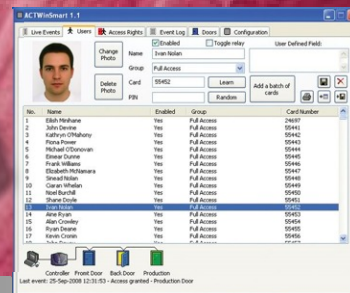 ACTWinSmart 1.1
Live Events Users Access Rights Event Log Doors Configuration
Change Photo
Delete Photo
Enabled Toggle relay
Name Ivan Nolan
Group Full Access
Card 55452 Learn
PIN Random
User Defined Field:
Add a batch of cards
No. Name Enabled Group Card Number
1 Eilish Minihane Yes Full Access 24697
2 John Devine Yes Full Access 55441
3 Kathryn O'Mahony Yes Full Access 55442
4 Fiona Power Yes Full Access 55443
5 Michael O'Donovan Yes Full Access 55444
6 Eimear Dunne Yes Full Access 55445
7 Frank Williams Yes Full Access 55446
8 Elizabeth McNamara Yes Full Access 55447
9 Sinead Nolan Yes Full Access 55448
10 Ciaran Whelan Yes Full Access 55449
11 Noel Burchill Yes Full Access 55450
12 Shane Doyle Yes Full Access 55451
13 Ivan Nolan Yes Full Access 55452
14 Aine Ryan Yes Full Access 55453
15 Alan Crowley Yes Full Access 55454
16 Ryan Deane Yes Full Access 55455
17 Kevin Cronin Yes Full Access 55456
Controller Front Door Back Door Production
Last event: 25-Sep-2008 12:31:53 - Access granted - Production Door